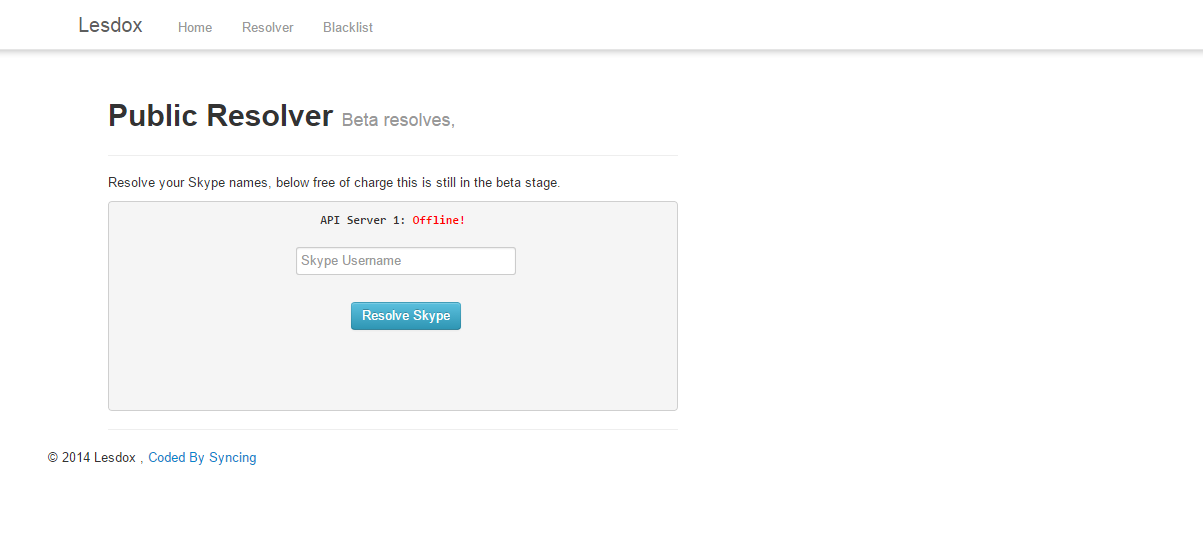 Lesdox Home Resolver Blacklist
Public Resolver Beta resolves,
Resolve your Skype names, below free of charge this is still in the beta stage.
API Server 1: Offline!
Skype Username
Resolve Skype
© 2014 Lesdox , Coded By Syncing